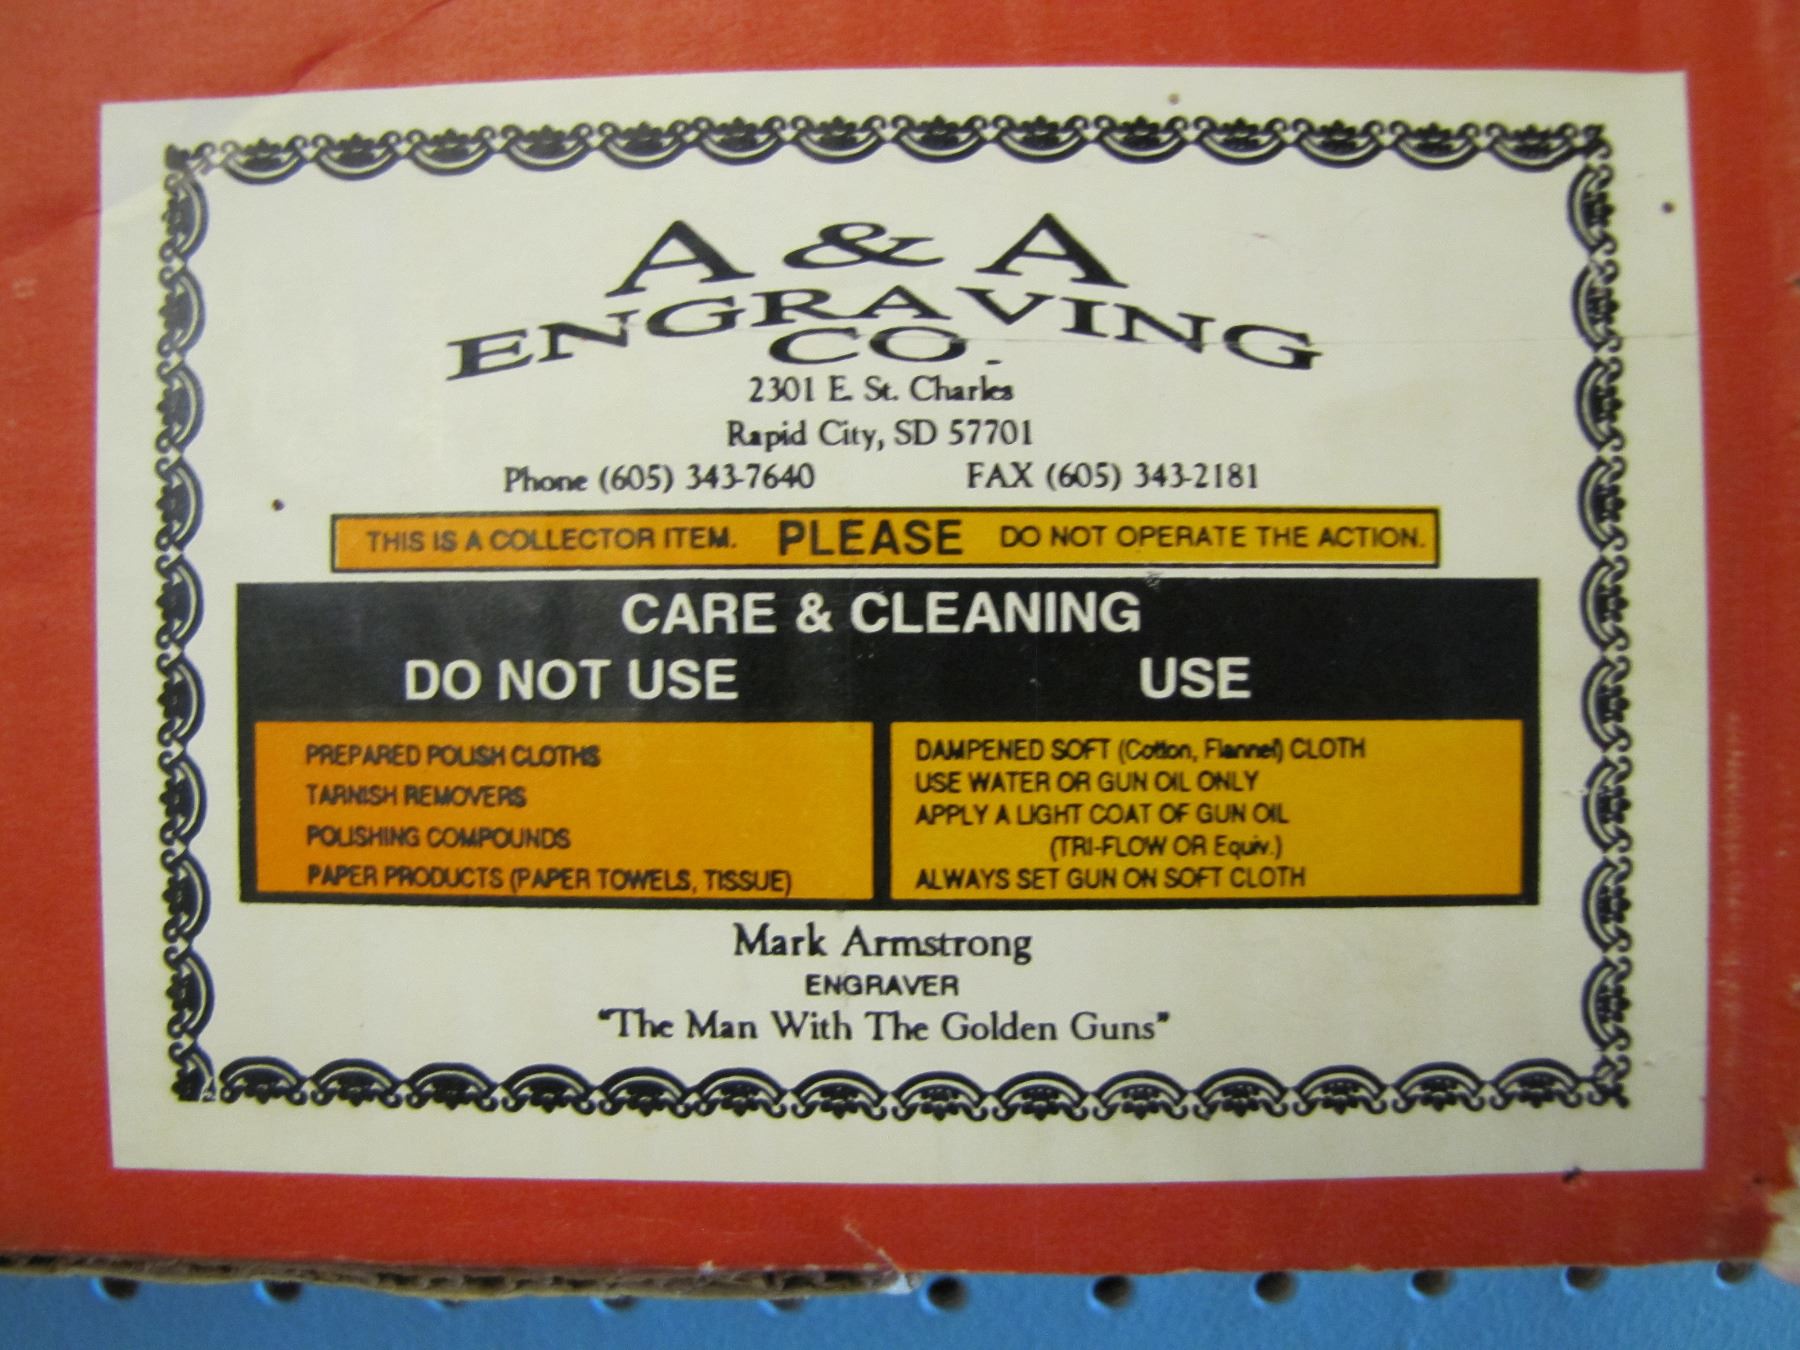 A & A
ENGRAVING
CO.
2301 E. St. Charles
Rapid City, SD 57701
Phone (605) 343-7640 FAX (605) 343-2181
THIS IS A COLLECTOR ITEM. PLEASE DO NOT OPERATE THE ACTION.
CARE & CLEANING
DO NOT USE
PREPARED POLISH CLOTHS
TARNISH REMOVERS
POLISHING COMPOUNDS
PAPER PRODUCTS (PAPER TOWELS, TISSUE)
USE
DAMPENED SOFT (Cotton, Flannel) CLOTH
USE WATER OR GUN OIL ONLY
APPLY A LIGHT COAT OF GUN OIL
(TRI-FLOW OR Equiv.)
ALWAYS SET GUN ON SOFT CLOTH
Mark Armstrong
ENGRAVER
"The Man With The Golden Guns"